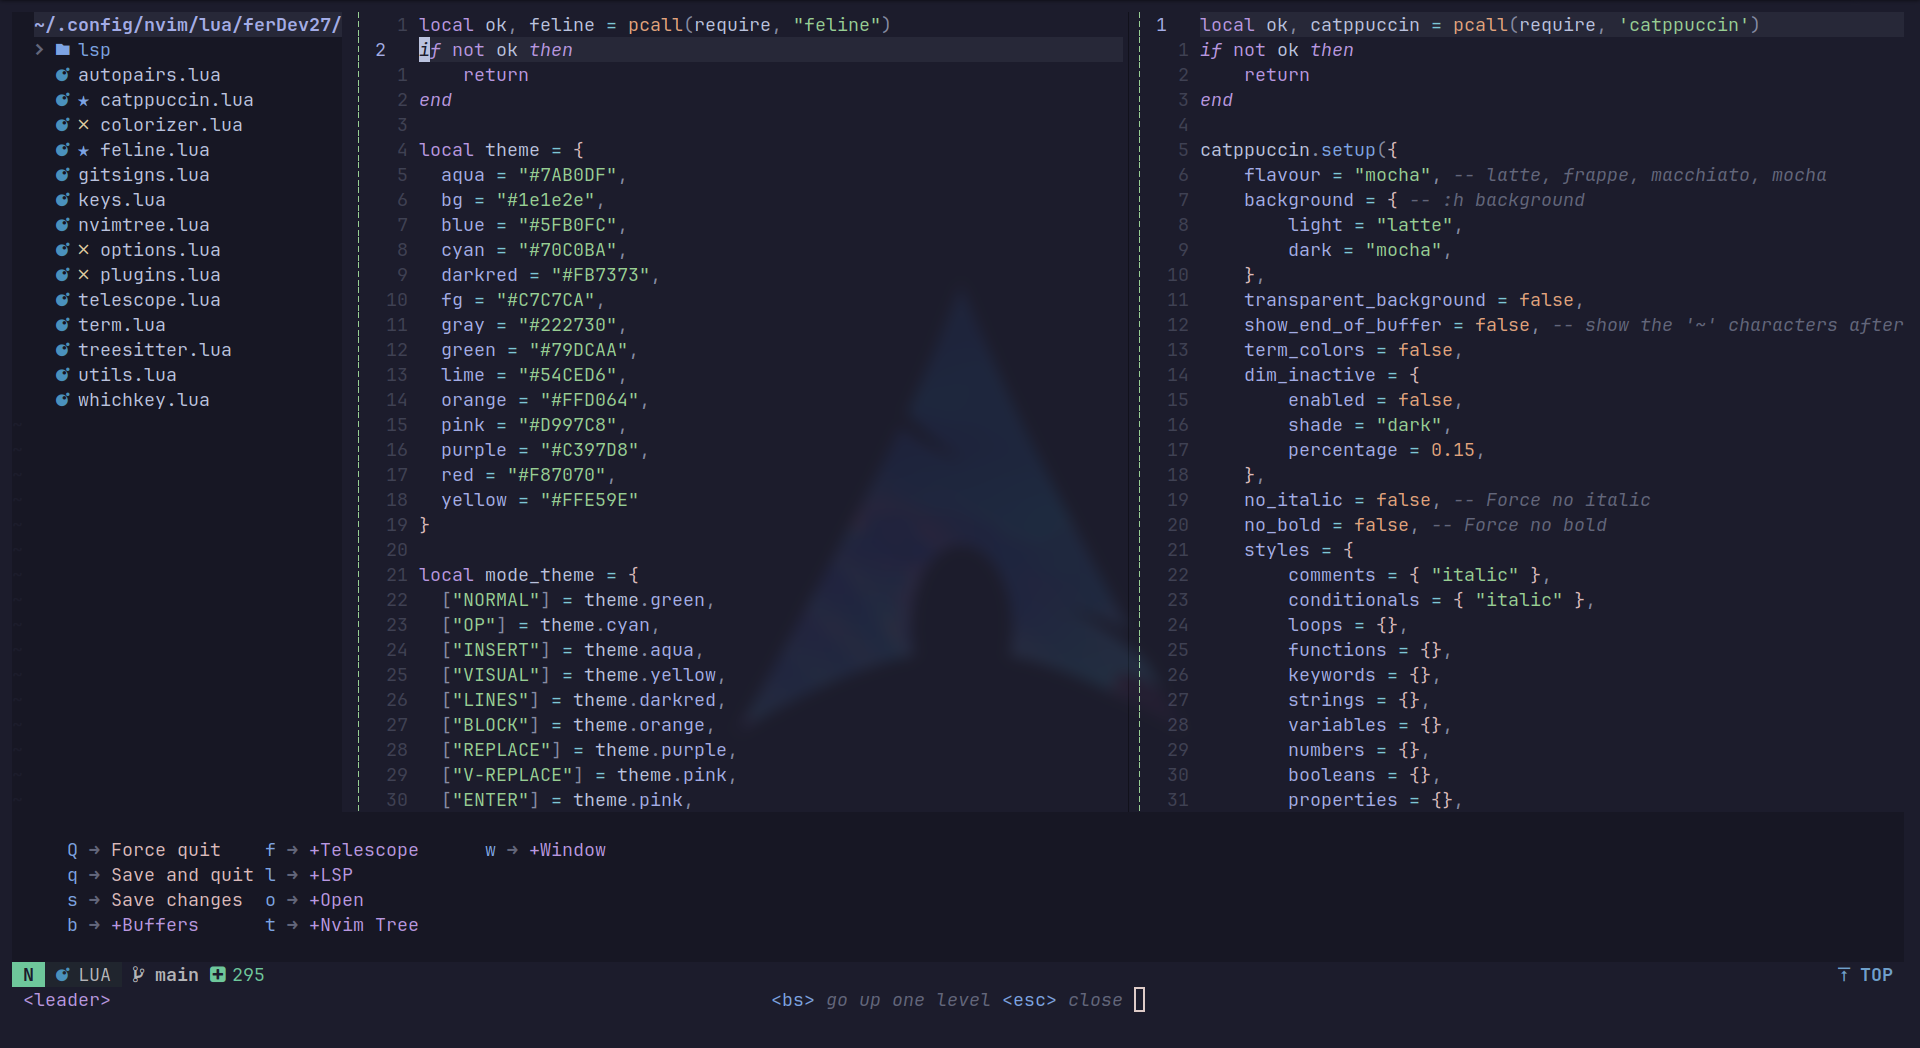 ~/.config/nvim/lua/ferDev27/
lsp
autopairs.lua
★ catppuccin.lua
✕ colorizer.lua
★ feline.lua
gitsigns.lua
keys.lua
nvimtree.lua
✕ options.lua
✕ plugins.lua
telescope.lua
term.lua
treesitter.lua
utils.lua
whichkey.lua
1 local ok, feline = pcall(require, "feline")
2 if not ok then
1     return
2 end
3
4 local theme = {
5   aqua = "#7AB0DF",
6   bg = "#1e1e2e",
7   blue = "#5FB0FC",
8   cyan = "#70C0BA",
9   darkred = "#FB7373",
10   fg = "#C7C7CA",
11   gray = "#222730",
12   green = "#79DCAA",
13   lime = "#54CED6",
14   orange = "#FFD064",
15   pink = "#D997C8",
16   purple = "#C397D8",
17   red = "#F87070",
18   yellow = "#FFE59E"
19 }
20
21 local mode_theme = {
22   ["NORMAL"] = theme.green,
23   ["OP"] = theme.cyan,
24   ["INSERT"] = theme.aqua,
25   ["VISUAL"] = theme.yellow,
26   ["LINES"] = theme.darkred,
27   ["BLOCK"] = theme.orange,
28   ["REPLACE"] = theme.purple,
29   ["V-REPLACE"] = theme.pink,
30   ["ENTER"] = theme.pink,
1 local ok, catppuccin = pcall(require, 'catppuccin')
1 if not ok then
2     return
3 end
4
5 catppuccin.setup({
6     flavour = "mocha", -- latte, frappe, macchiato, mocha
7     background = { -- :h background
8         light = "latte",
9         dark = "mocha",
10     },
11     transparent_background = false,
12     show_end_of_buffer = false, -- show the '~' characters after
13     term_colors = false,
14     dim_inactive = {
15         enabled = false,
16         shade = "dark",
17         percentage = 0.15,
18     },
19     no_italic = false, -- Force no italic
20     no_bold = false, -- Force no bold
21     styles = {
22         comments = { "italic" },
23         conditionals = { "italic" },
24         loops = {},
25         functions = {},
26         keywords = {},
27         strings = {},
28         variables = {},
29         numbers = {},
30         booleans = {},
31         properties = {},
Q → Force quit    f → +Telescope    w → +Window
q → Save and quit l → +LSP
s → Save changes  o → +Open
b → +Buffers      t → +Nvim Tree
N LUA main 295 TOP
<leader> <bs> go up one level <esc> close